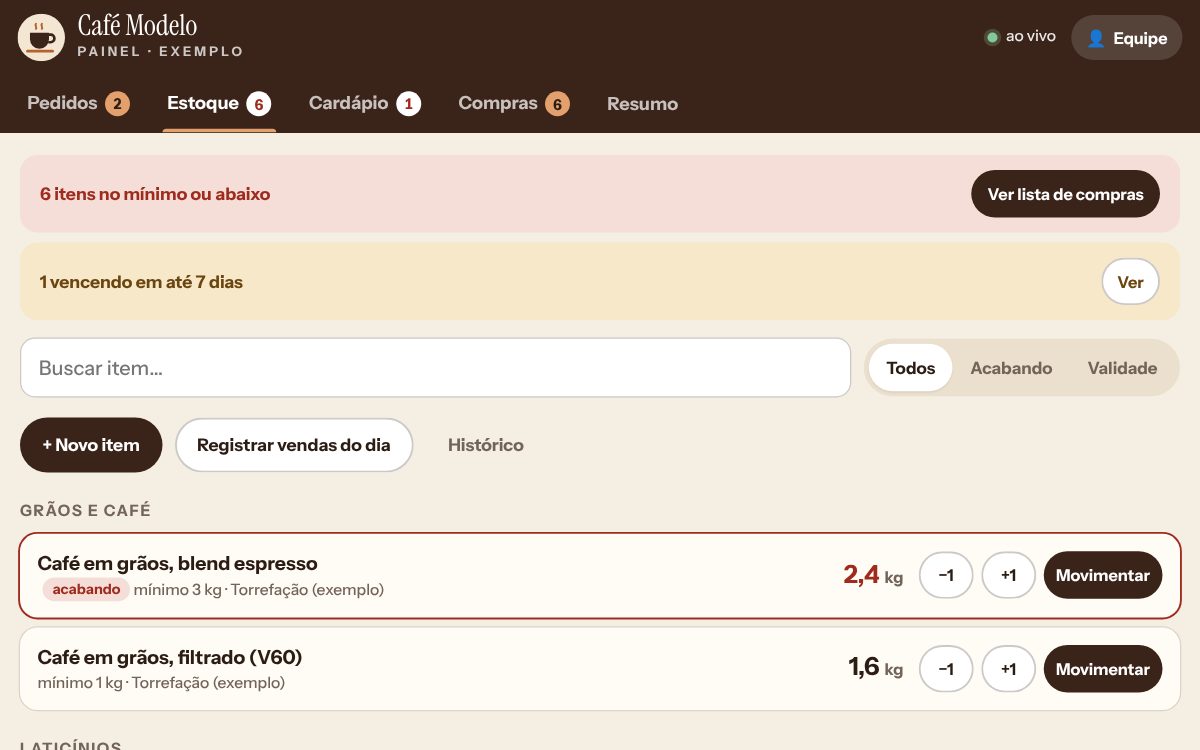 Café Modelo
PAINEL · EXEMPLO
ao vivo
Equipe
Pedidos 2
Estoque 6
Cardápio 1
Compras 6
Resumo
6 itens no mínimo ou abaixo
Ver lista de compras
1 vencendo em até 7 dias
Ver
Buscar item...
Todos
Acabando
Validade
+ Novo item
Registrar vendas do dia
Histórico
GRÃOS E CAFÉ
Café em grãos, blend espresso
acabando mínimo 3 kg · Torrefação (exemplo)
2,4 kg
−1
+1
Movimentar
Café em grãos, filtrado (V60)
mínimo 1 kg · Torrefação (exemplo)
1,6 kg
−1
+1
Movimentar
LATICÍNIOS